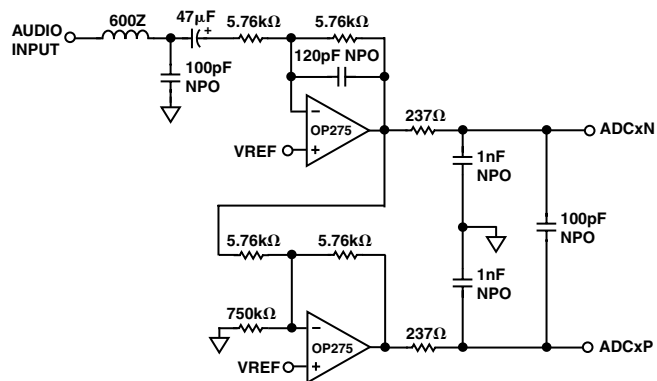 600Z
47µF
+
5.76kΩ
5.76kΩ
AUDIO
INPUT
120pF NPO
100pF
NPO
−
OP275
+
VREF
237Ω
ADCxN
1nF
NPO
100pF
NPO
5.76kΩ
5.76kΩ
1nF
NPO
750kΩ
−
OP275
+
VREF
237Ω
ADCxP